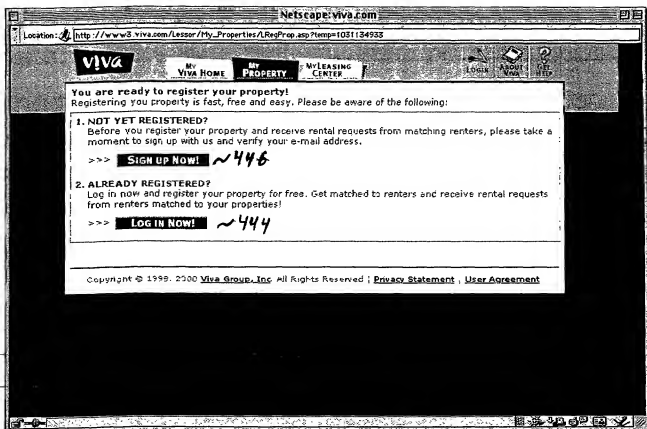 Netscape: viva.com
Location: http://www3.viva.com/Lessor/My_Properties/LRegProp.asp?temp=1031134933
VIVA
MY VIVA HOME
MY PROPERTY
MYLEASING CENTER
LOGIN
ABOUT VIVA
GET HELP
You are ready to register your property!
Registering you property is fast, free and easy. Please be aware of the following:
1. NOT YET REGISTERED?
Before you register your property and receive rental requests from matching renters, please take a
moment to sign up with us and verify your e-mail address.
>>> SIGN UP NOW! ~446
2. ALREADY REGISTERED?
Log in now and register your property for free. Get matched to renters and receive rental requests
from renters matched to your properties!
>>> LOG IN NOW! ~444
Copyright © 1999, 2000 Viva Group, Inc. All Rights Reserved | Privacy Statement , User Agreement